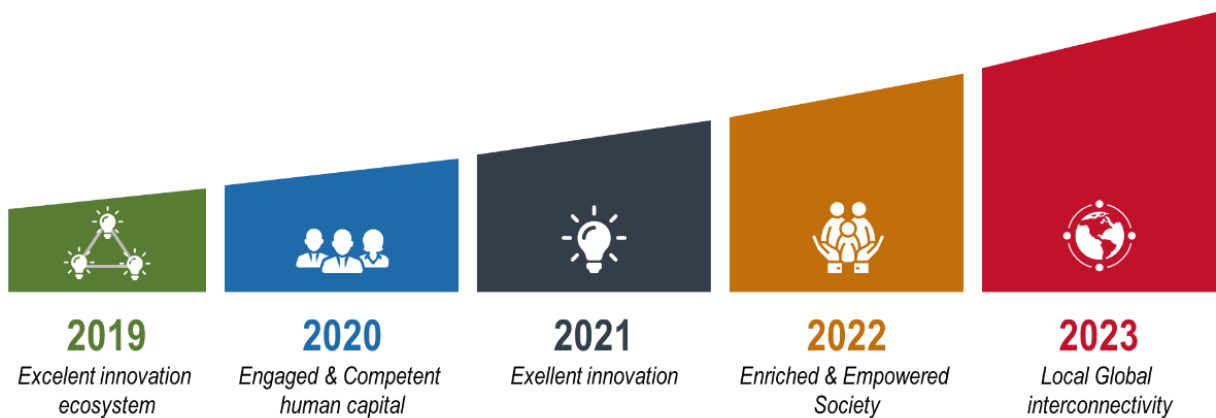 2019
Excelent innovation
ecosystem
2020
Engaged & Competent
human capital
2021
Exellent innovation
2022
Enriched & Empowered
Society
2023
Local Global
interconnectivity